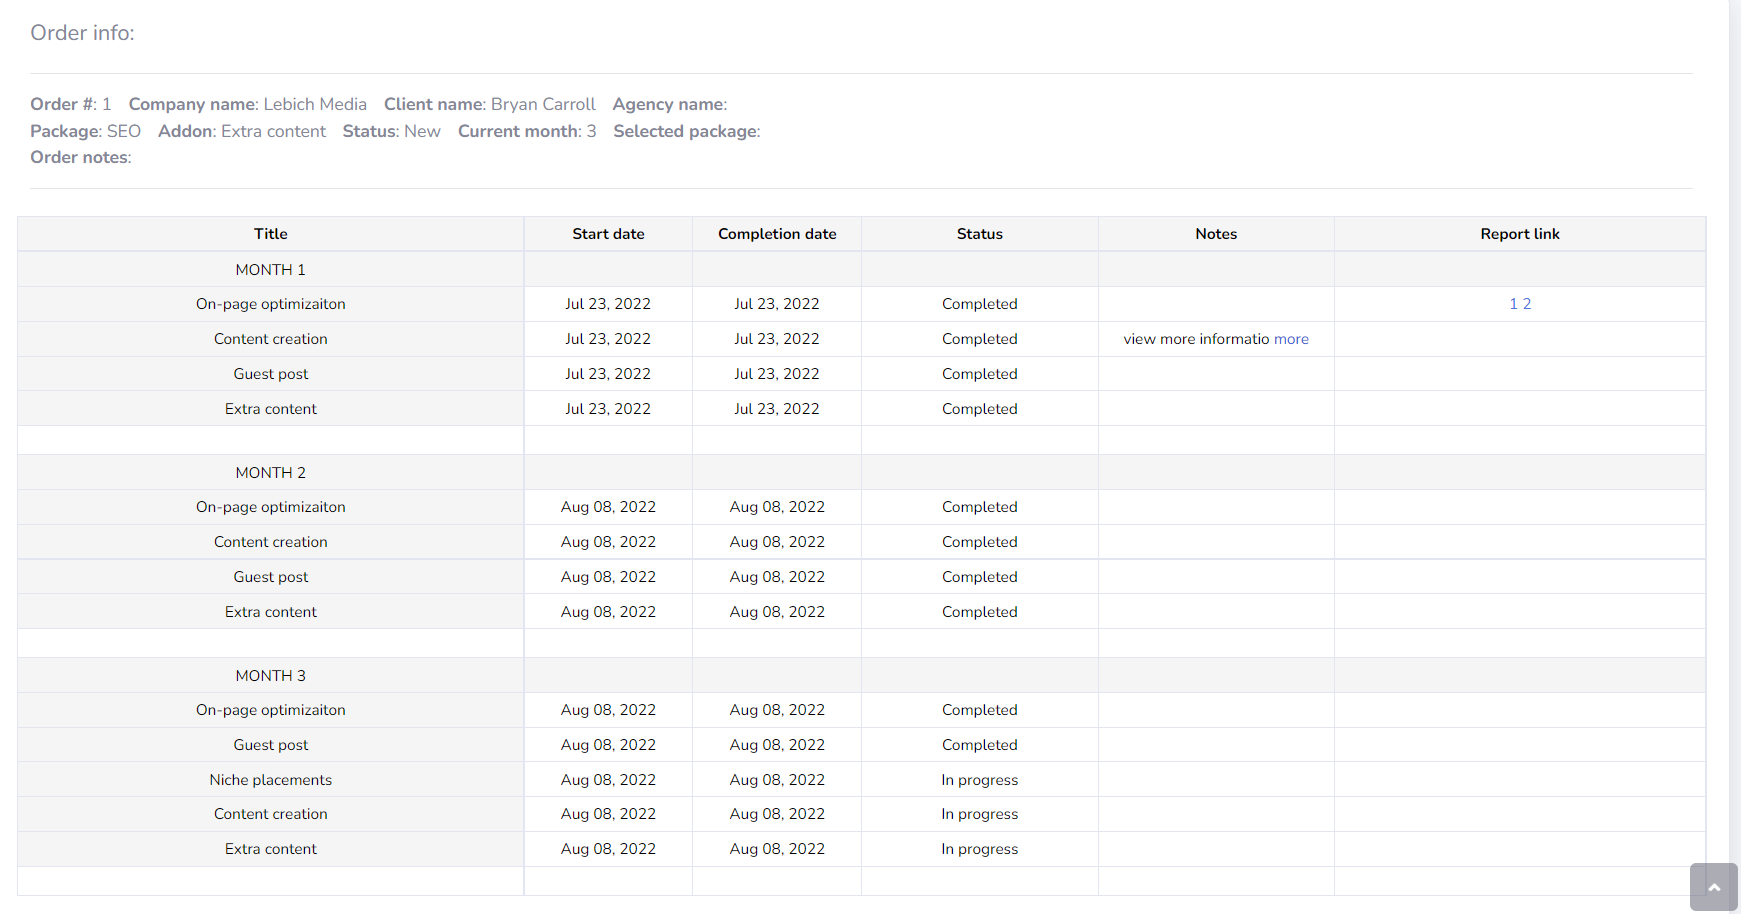 Order info:
Order #: 1 Company name: Lebich Media Client name: Bryan Carroll Agency name:
Package: SEO Addon: Extra content Status: New Current month: 3 Selected package:
Order notes:
Title Start date Completion date Status Notes Report link
MONTH 1
On-page optimizaiton Jul 23, 2022 Jul 23, 2022 Completed 1 2
Content creation Jul 23, 2022 Jul 23, 2022 Completed view more informatio more
Guest post Jul 23, 2022 Jul 23, 2022 Completed
Extra content Jul 23, 2022 Jul 23, 2022 Completed
MONTH 2
On-page optimizaiton Aug 08, 2022 Aug 08, 2022 Completed
Content creation Aug 08, 2022 Aug 08, 2022 Completed
Guest post Aug 08, 2022 Aug 08, 2022 Completed
Extra content Aug 08, 2022 Aug 08, 2022 Completed
MONTH 3
On-page optimizaiton Aug 08, 2022 Aug 08, 2022 Completed
Guest post Aug 08, 2022 Aug 08, 2022 Completed
Niche placements Aug 08, 2022 Aug 08, 2022 In progress
Content creation Aug 08, 2022 Aug 08, 2022 In progress
Extra content Aug 08, 2022 Aug 08, 2022 In progress